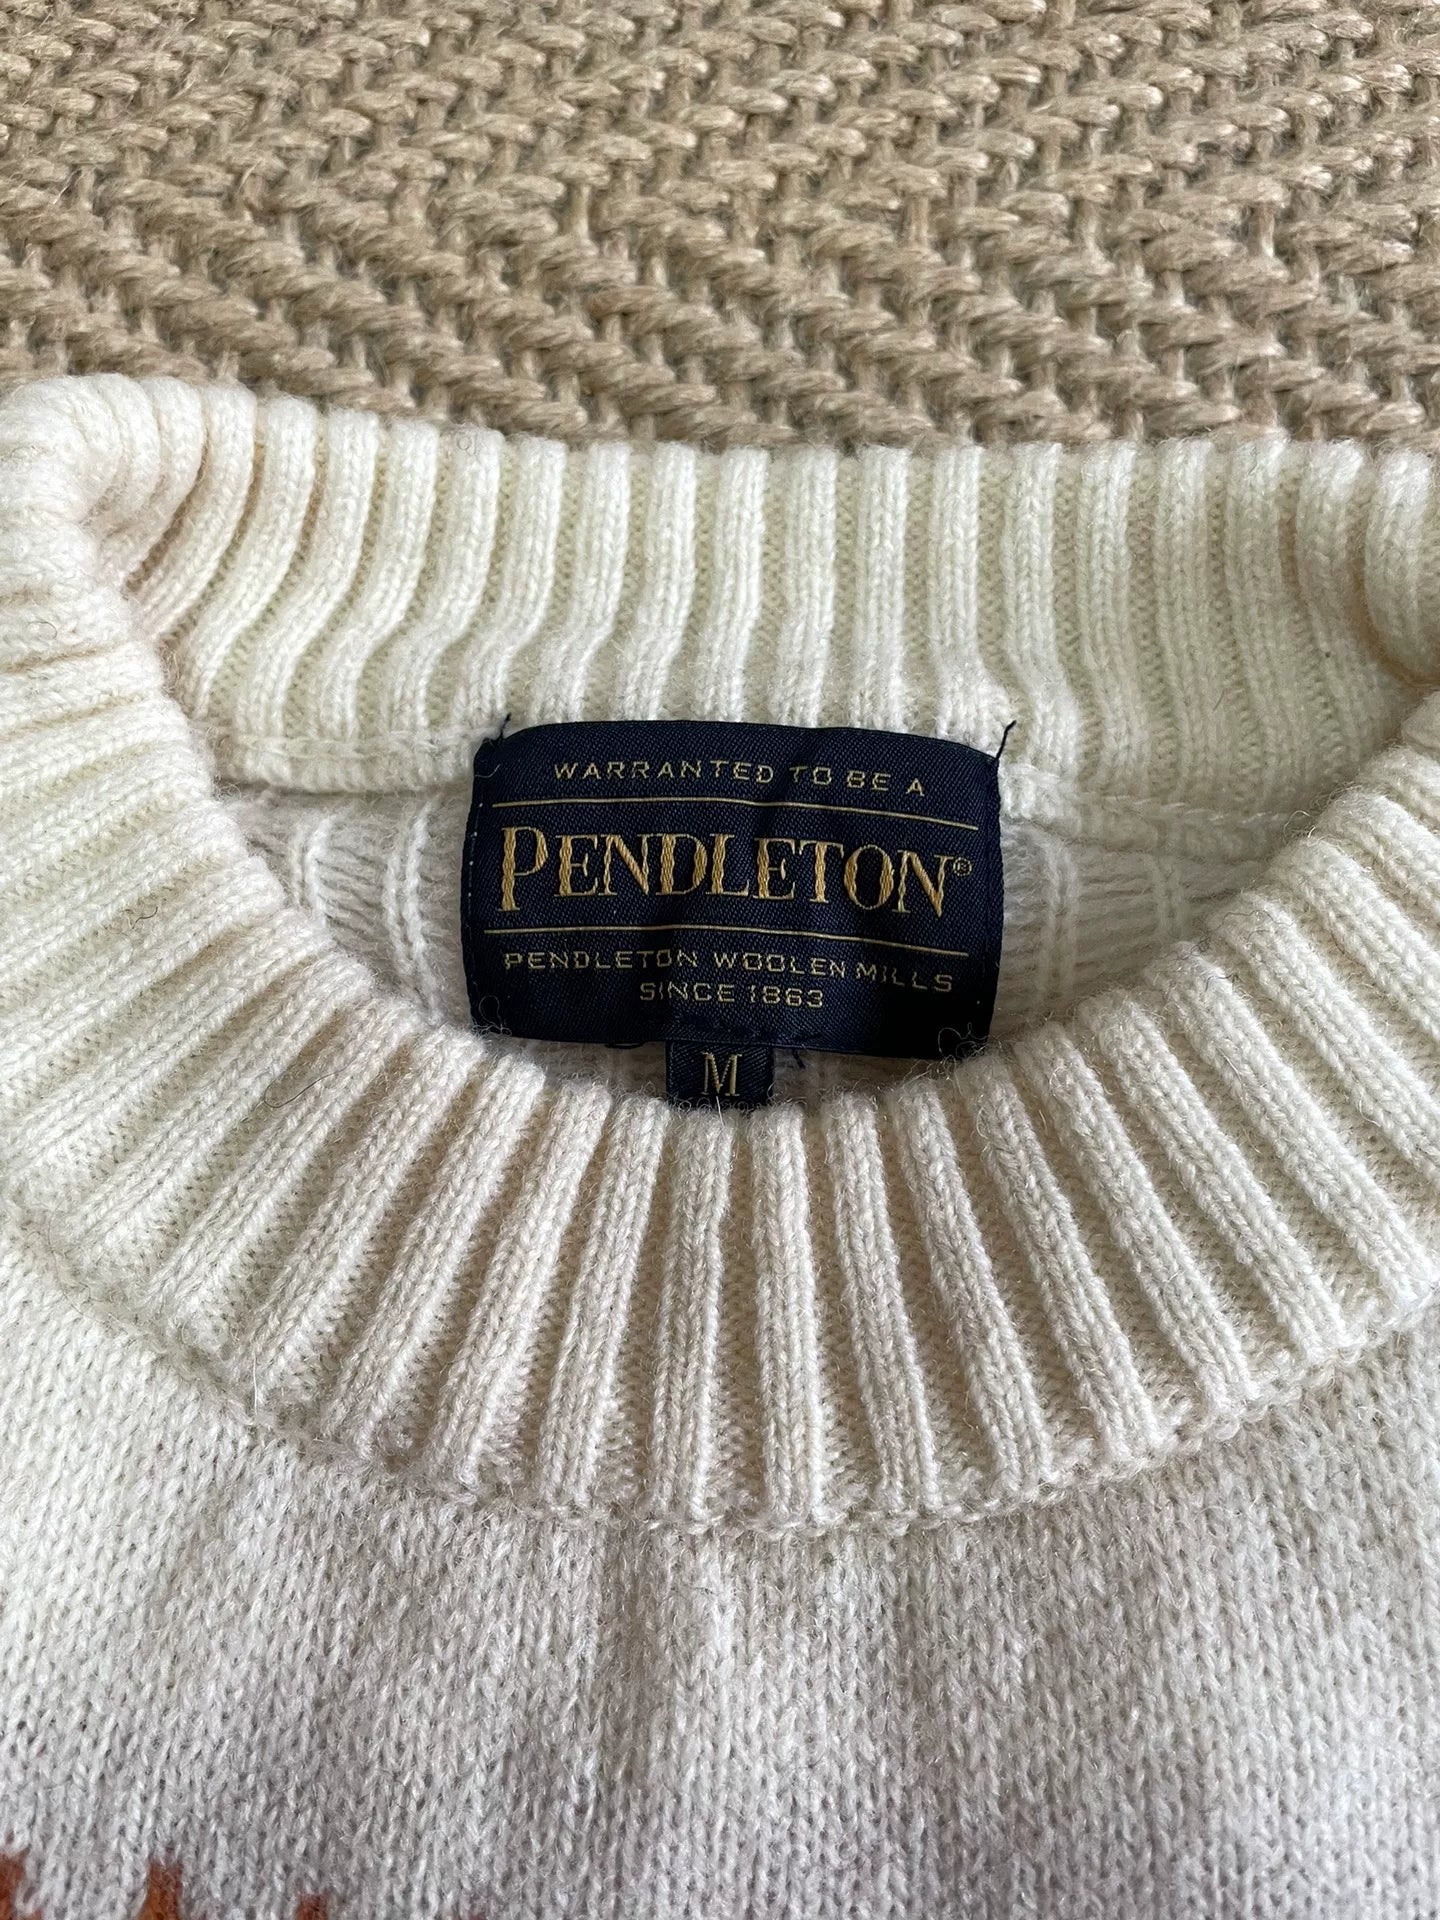 WARRANTED TO BE A
PENDLETON®
PENDLETON WOOLEN MILLS
SINCE 1863
M